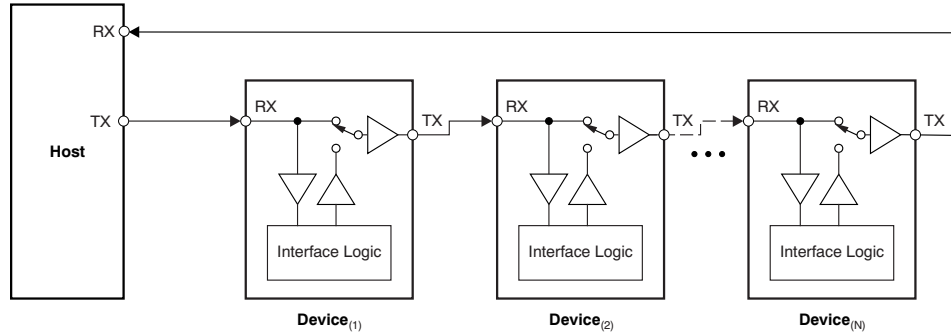 RX
RX TX RX TX RX TX
TX
Host
Interface Logic Interface Logic Interface Logic
Device(1) Device(2) Device(N)